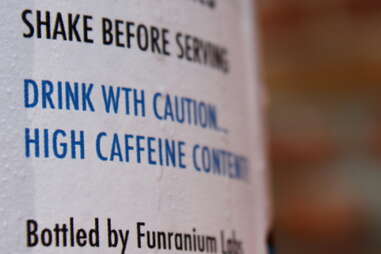 SHAKE BEFORE SERVING
DRINK WTH CAUTION...
HIGH CAFFEINE CONTENT!
Bottled by Funranium Labs